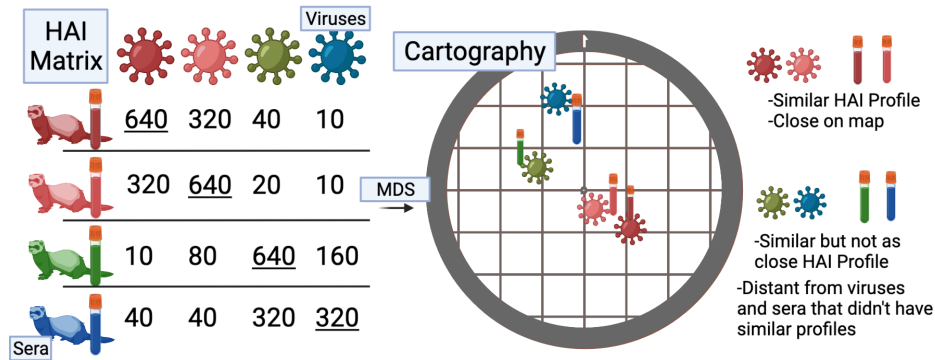 HAI
Matrix
Viruses
640 320 40 10
320 640 20 10
10 80 640 160
40 40 320 320
Sera
MDS
Cartography
-Similar HAI Profile
-Close on map
-Similar but not as
close HAI Profile
-Distant from viruses
and sera that didn't have
similar profiles